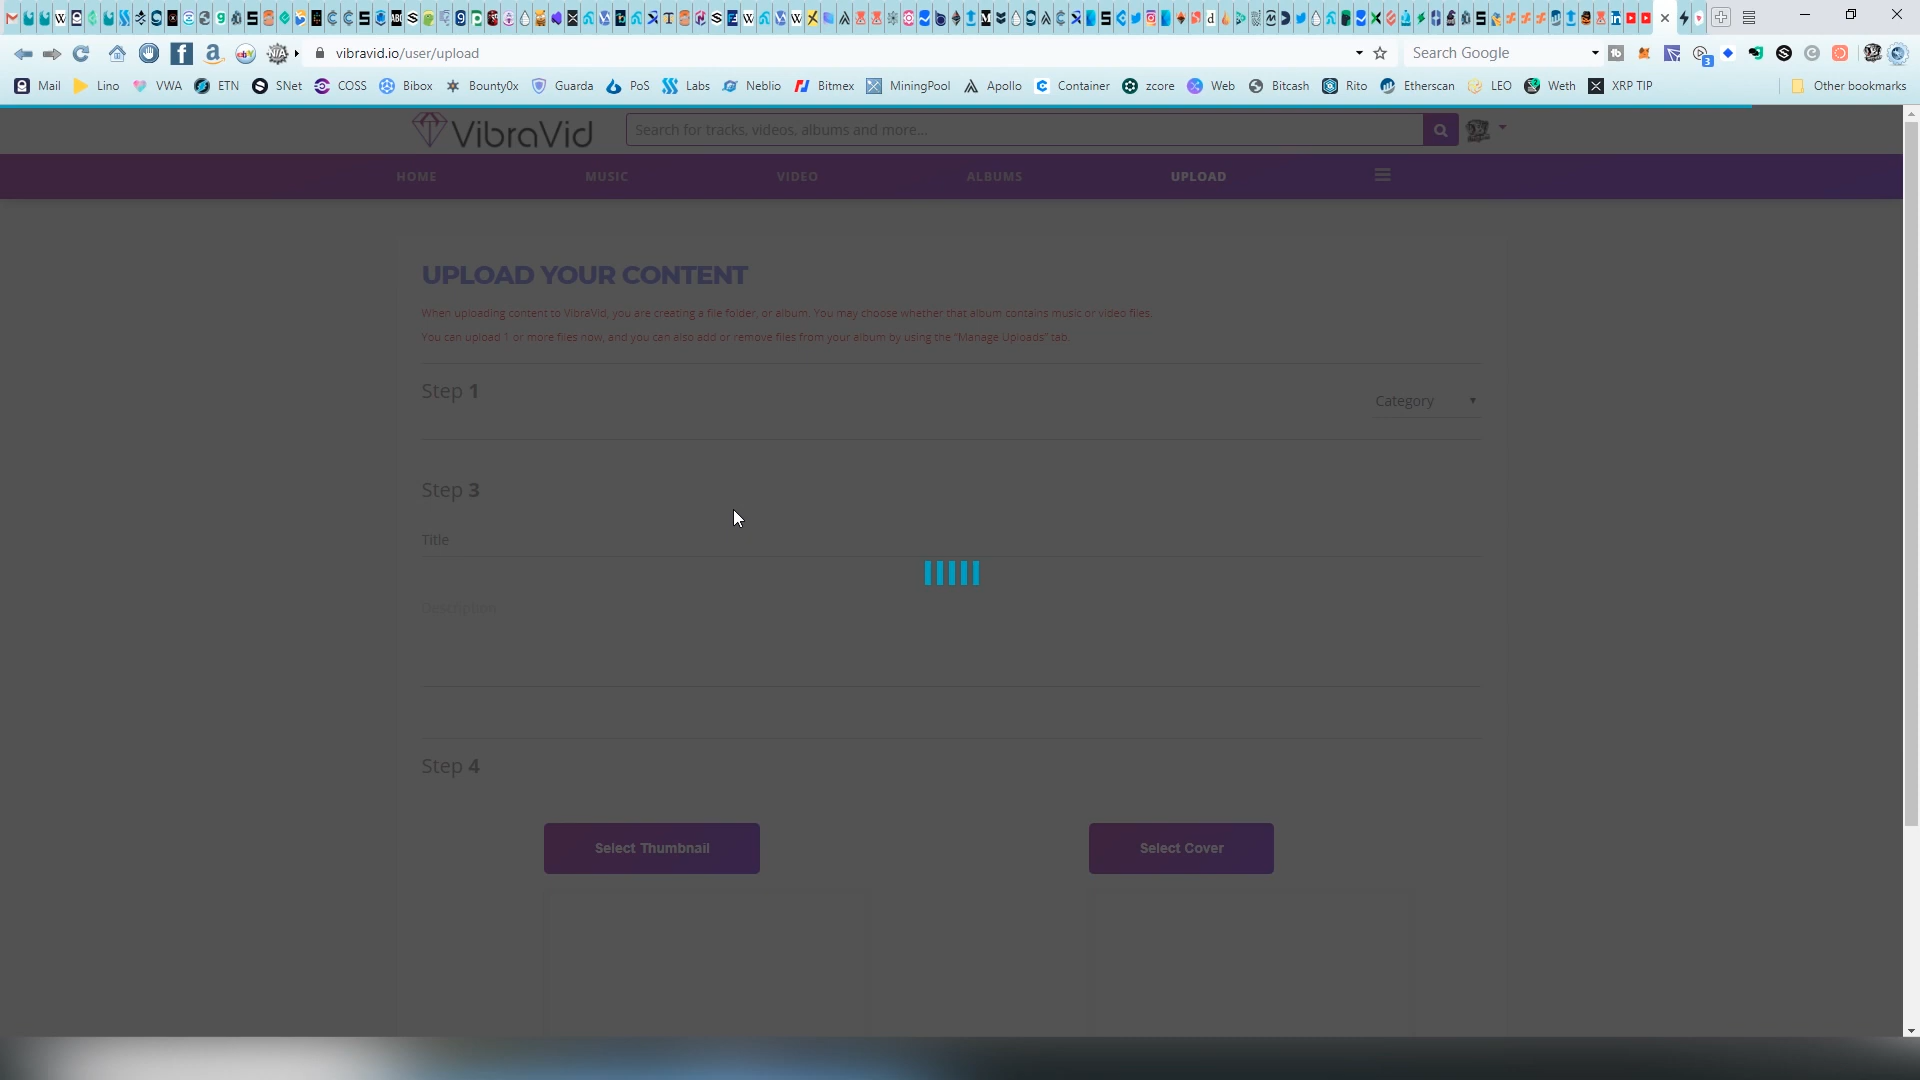 vibravid.io/user/upload
Search Google
3
Mail
Lino
VWA
ETN
SNet
COSS
Bibox
Bounty0x
Guarda
PoS
Labs
Neblio
Bitmex
MiningPool
Apollo
Container
zcore
Web
Bitcash
Rito
Etherscan
LEO
Weth
XRP TIP
Other bookmarks
VibraVid
Search for tracks, videos, albums and more...
HOME
MUSIC
VIDEO
ALBUMS
UPLOAD
UPLOAD YOUR CONTENT
When uploading content to VibraVid, you are creating a file folder, or album. You may choose whether that album contains music or video files.
You can upload 1 or more files now, and you can also add or remove files from your album by using the "Manage Uploads" tab.
Step 1
Category
Step 3
Title
Description
Step 4
Select Thumbnail
Select Cover